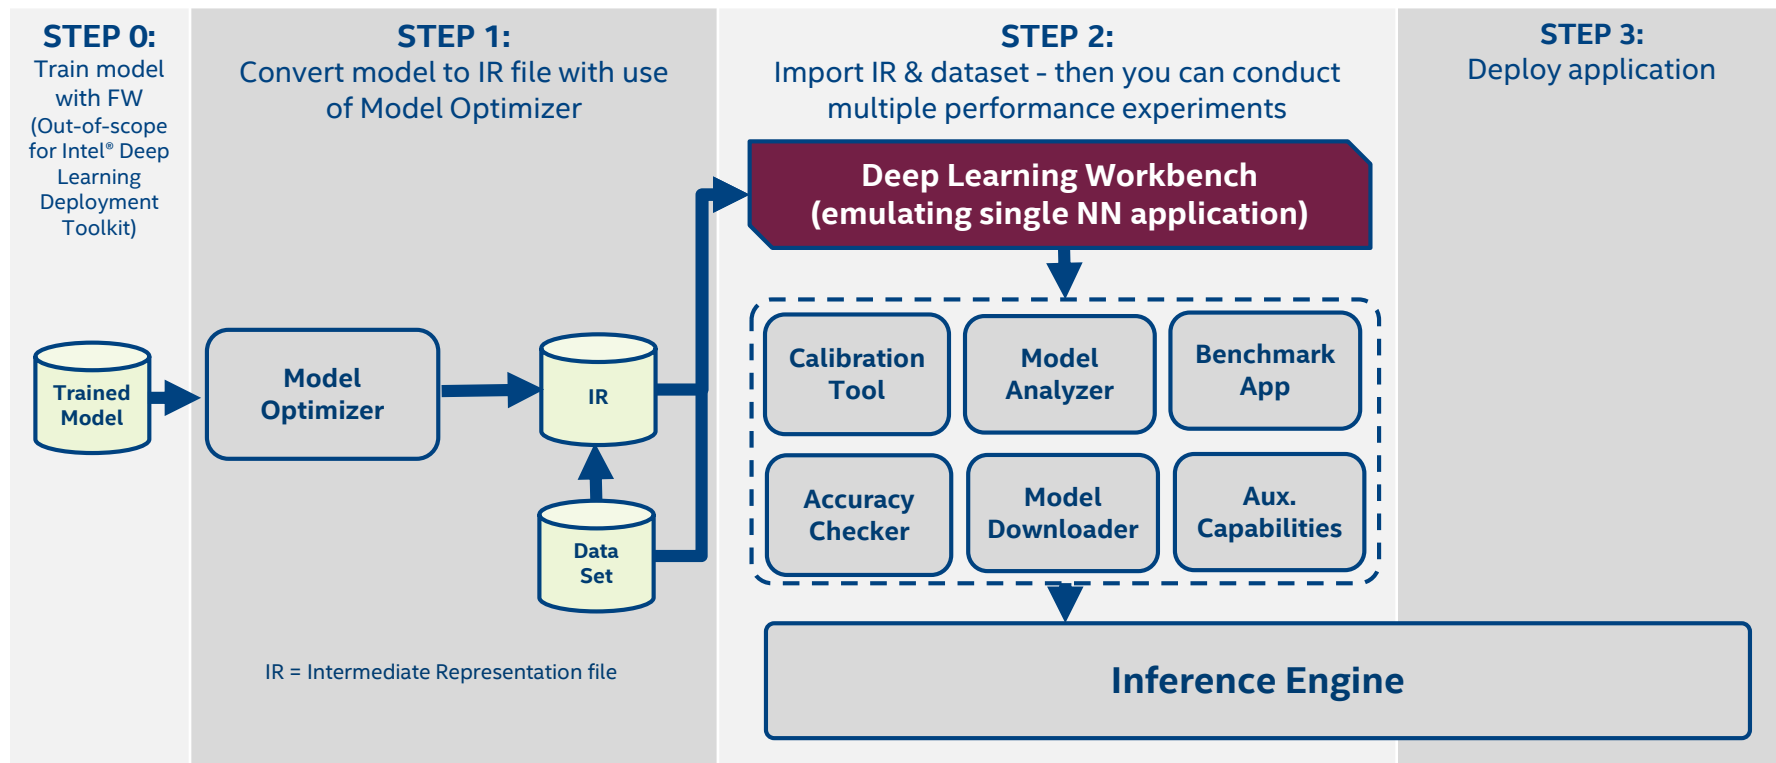 STEP 0:
Train model
with FW
(Out-of-scope
for Intel® Deep
Learning
Deployment
Toolkit)
Trained
Model
STEP 1:
Convert model to IR file with use
of Model Optimizer
Model
Optimizer
IR
Data
Set
IR = Intermediate Representation file
STEP 2:
Import IR & dataset - then you can conduct
multiple performance experiments
Deep Learning Workbench
(emulating single NN application)
Calibration
Tool
Model
Analyzer
Benchmark
App
Accuracy
Checker
Model
Downloader
Aux.
Capabilities
Inference Engine
STEP 3:
Deploy application